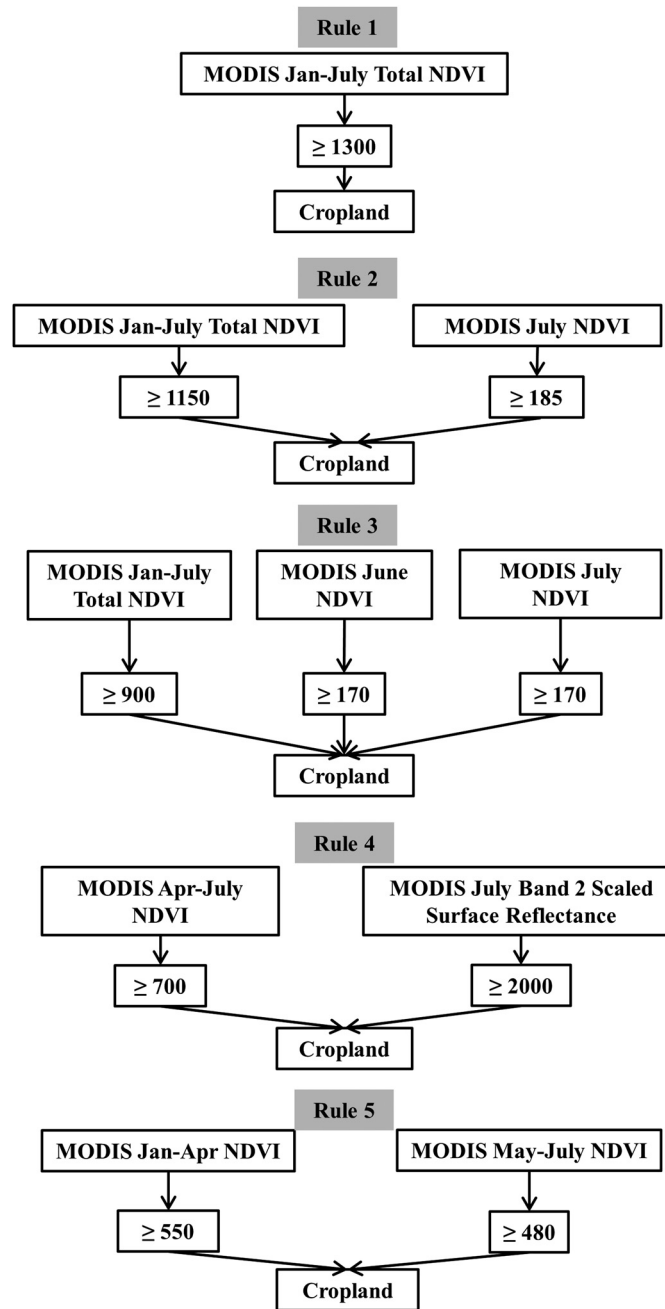 Rule 1
MODIS Jan-July Total NDVI
≥ 1300
Cropland
Rule 2
MODIS Jan-July Total NDVI
MODIS July NDVI
≥ 1150
≥ 185
Cropland
Rule 3
MODIS Jan-July
Total NDVI
MODIS June
NDVI
MODIS July
NDVI
≥ 900
≥ 170
≥ 170
Cropland
Rule 4
MODIS Apr-July
NDVI
MODIS July Band 2 Scaled
Surface Reflectance
≥ 700
≥ 2000
Cropland
Rule 5
MODIS Jan-Apr NDVI
MODIS May-July NDVI
≥ 550
≥ 480
Cropland